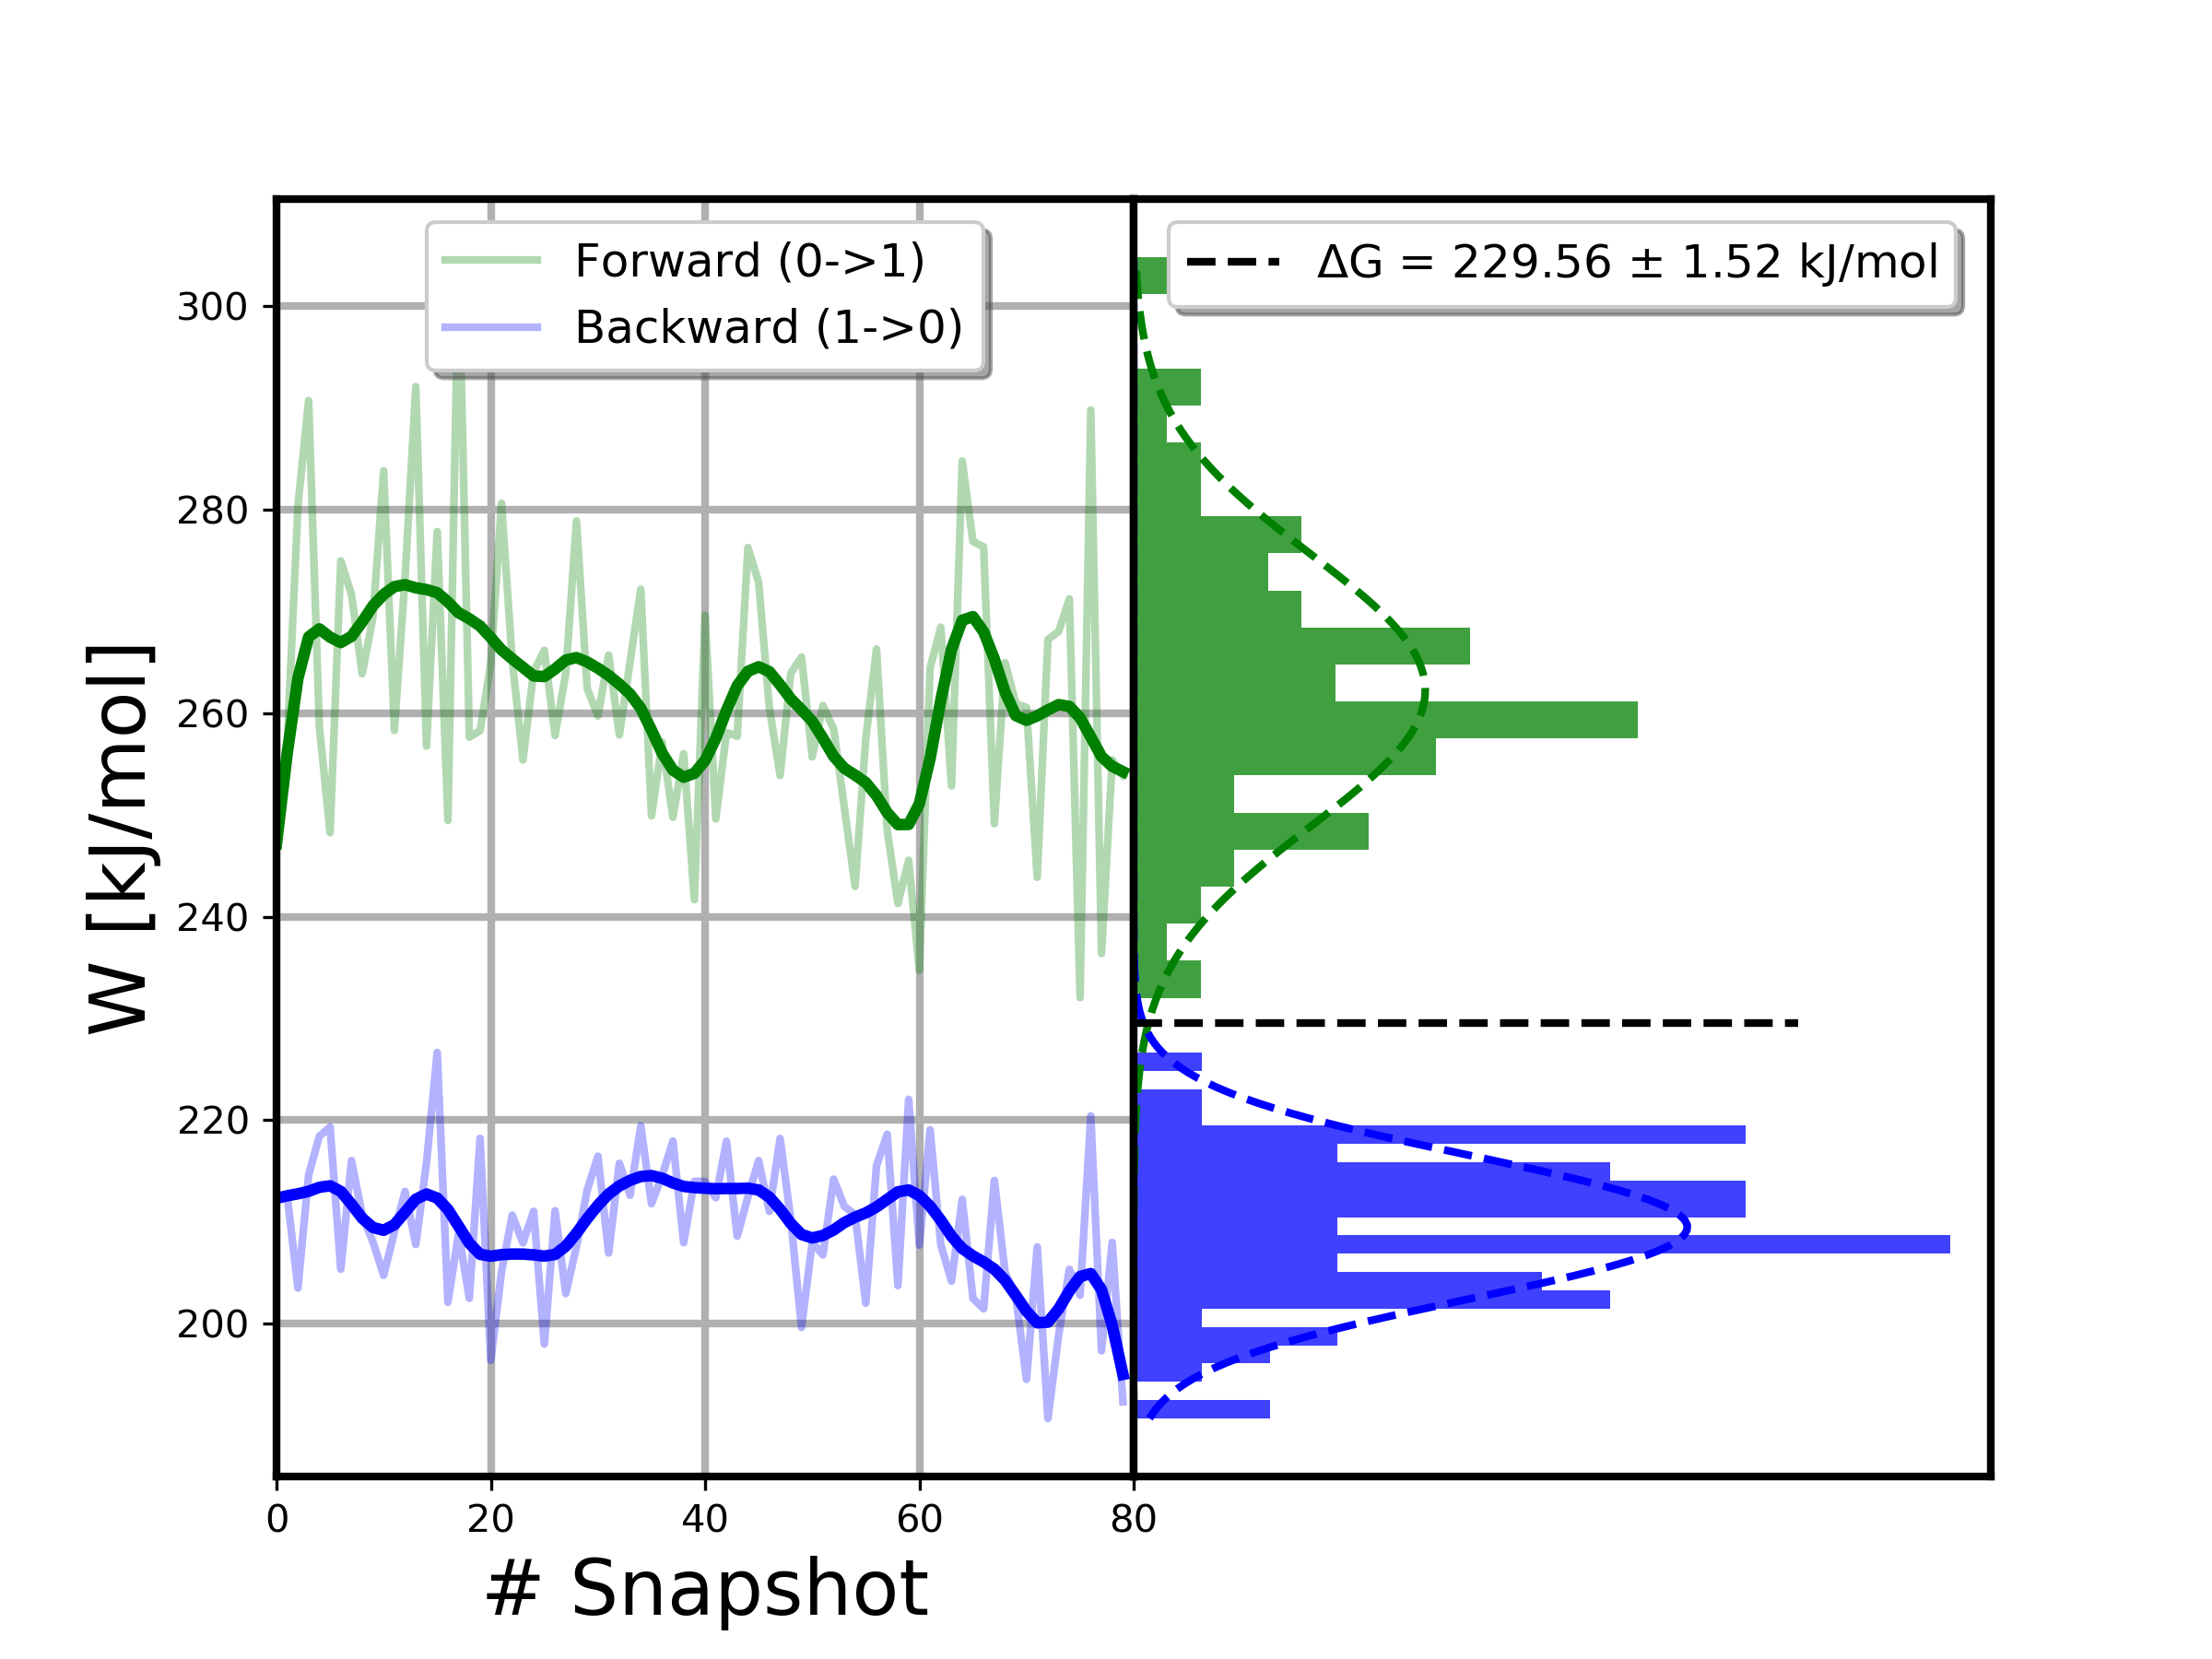 Forward (0->1)
Backward (1->0)
ΔG = 229.56 ± 1.52 kJ/mol
W [kJ/mol]
300
280
260
240
220
200
0
20
40
60
80
# Snapshot